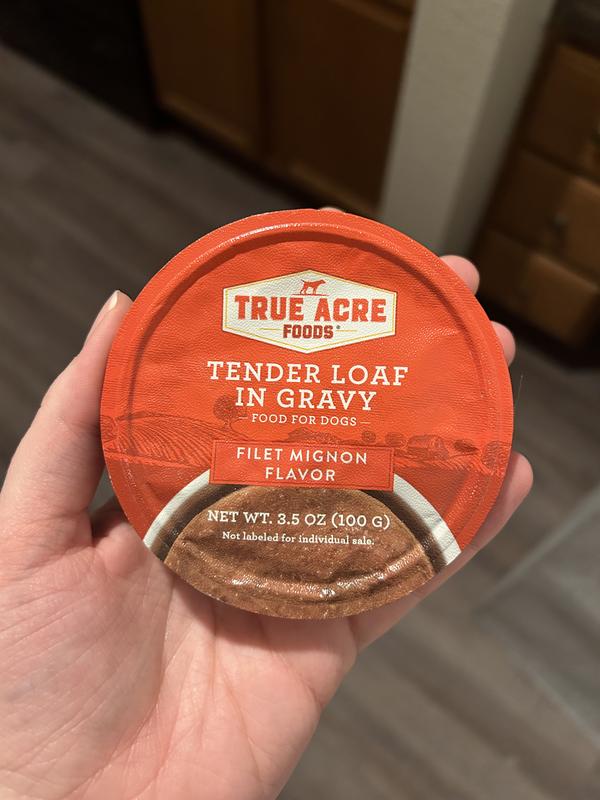 TRUE ACRE
FOODS®
TENDER LOAF
IN GRAVY
FOOD FOR DOGS
FILET MIGNON
FLAVOR
NET WT. 3.5 OZ (100 G)
Not labeled for individual sale.